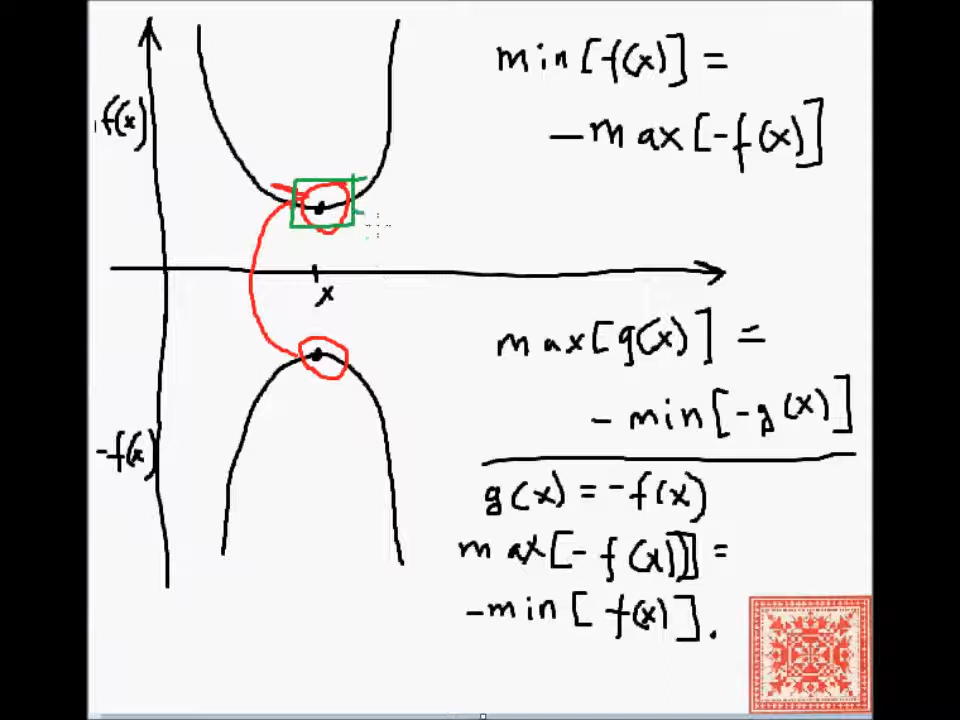 f(x)
x
-f(x)
min[f(x)] =
-max[-f(x)]
max[g(x)] =
- min[-g(x)]
g(x) = -f(x)
max[-f(x)] =
-min[f(x)].